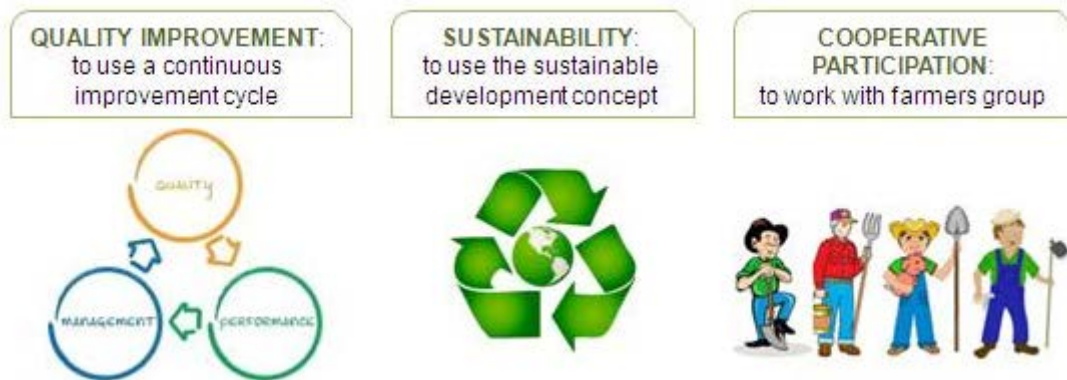 QUALITY IMPROVEMENT:
to use a continuous
improvement cycle
SUSTAINABILITY:
to use the sustainable
development concept
COOPERATIVE
PARTICIPATION:
to work with farmers group
QUALITY
MANAGEMENT
PERFORMANCE